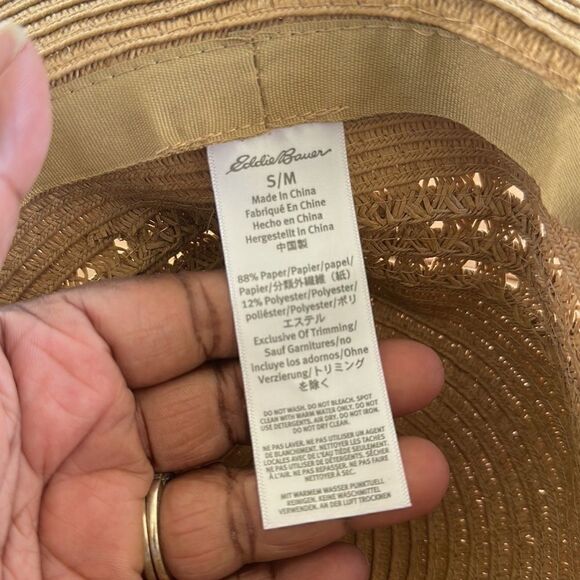 Eddie Bauer
S/M
Made in China
Fabriqué En Chine
Hecho en China
Hergestellt in China
中国製
88% Paper/Papier/papel/
Papier/分類外繊維（紙）
12% Polyester/Polyester/
poliéster/Polyester/ポリ
エステル
Exclusive Of Trimming/
Sauf Garnitures/no
Incluye los adornos/Ohne
Verzierung/トリミング
を除く
DO NOT WASH. DO NOT BLEACH. SPOT
CLEAN WITH WARM WATER ONLY. DO NOT
USE DETERGENTS. AIR DRY. DO NOT IRON.
DO NOT DRY CLEAN.
NE PAS LAVER. NE PAS UTILISER UN AGENT
DE BLANCHIMENT. NETTOYER LES TACHES
LOCALES AVEC DE L'EAU TIÈDE SEULEMENT.
NE PAS UTILISER DE DÉTERGENTS. SÉCHER
À L'AIR. NE PAS REPASSER. NE PAS FAIRE
NETTOYER À SEC.
MIT WARMEM WASSER PUNKTUELL
REINIGEN. KEINE WASCHMITTEL
VERWENDEN. AN DER LUFT TROCKNEN